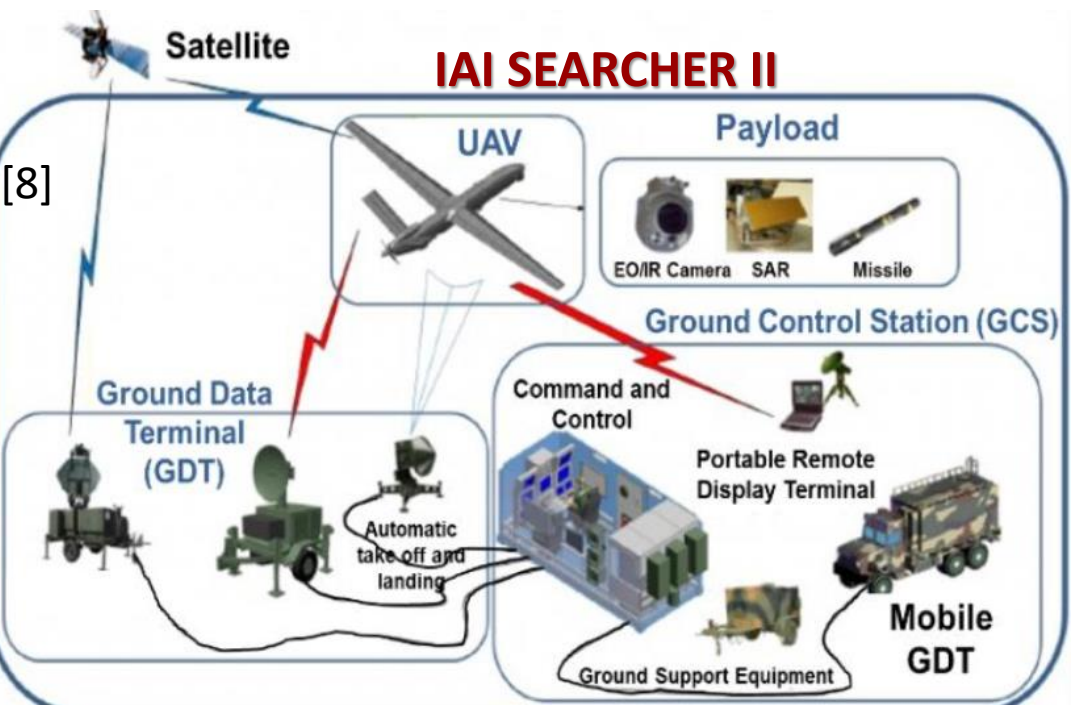 Satellite
IAI SEARCHER II
[8]
UAV
Payload
EO/IR Camera
SAR
Missile
Ground Control Station (GCS)
Ground Data
Terminal
(GDT)
Automatic
take off and
landing
Command and
Control
Portable Remote
Display Terminal
Mobile
GDT
Ground Support Equipment